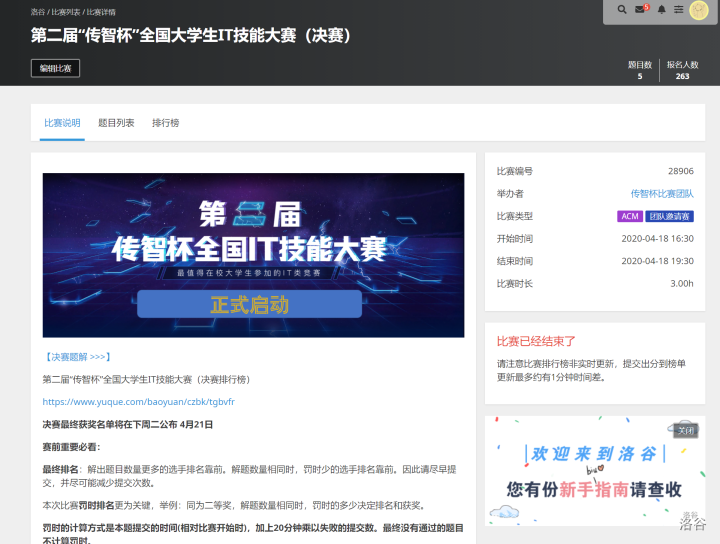 洛谷 / 比赛列表 / 比赛详情
5
第二届“传智杯”全国大学生IT技能大赛（决赛）
编辑比赛
题目数
5
报名人数
263
比赛说明
题目列表
排行榜
第二届
传智杯全国IT技能大赛
最值得在校大学生参加的IT类竞赛
正式启动
【决赛题解 >>>】
第二届“传智杯”全国大学生IT技能大赛（决赛排行榜）
https://www.yuque.com/baoyuan/czbk/tgbvfr
决赛最终获奖名单将在下周二公布 4月21日
赛前重要必看：
最终排名：解出题目数量更多的选手排名靠前。解题数量相同时，罚时少的选手排名靠前。因此请尽早提
交，并尽可能减少提交次数。
本次比赛罚时排名更为关键，举例：同为二等奖，解题数量相同时，罚时的多少决定排名和获奖。
罚时的计算方式是本题提交的时间(相对比赛开始时)，加上20分钟乘以失败的提交数。最终没有通过的题目
不计算罚时。
比赛编号
28906
举办者
传智杯比赛团队
比赛类型
ACM 团队邀请赛
开始时间
2020-04-18 16:30
结束时间
2020-04-18 19:30
比赛时长
3.00h
比赛已经结束了
请注意比赛排行榜非实时更新，提交出分到榜单
更新最多约有1分钟时间差。
关闭
欢迎来到洛谷
biu
您有份新手指南请查收
洛谷
洛谷